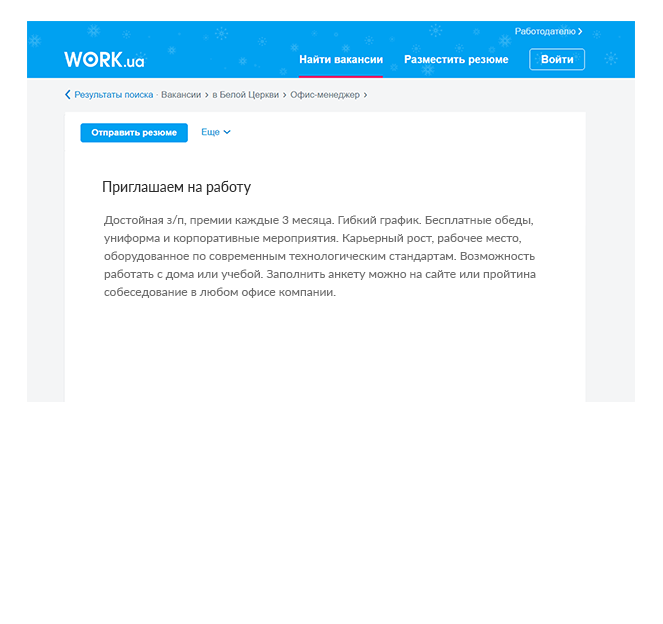 Работодателю
WORK.ua
Найти вакансии Разместить резюме Войти
Результаты поиска · Вакансии › в Белой Церкви › Офис-менеджер ›
Отправить резюме Еще
Приглашаем на работу
Достойная з/п, премии каждые 3 месяца. Гибкий график. Бесплатные обеды,
униформа и корпоративные мероприятия. Карьерный рост, рабочее место,
оборудованное по современным технологическим стандартам. Возможность
работать с дома или учебой. Заполнить анкету можно на сайте или пройтина
собеседование в любом офисе компании.